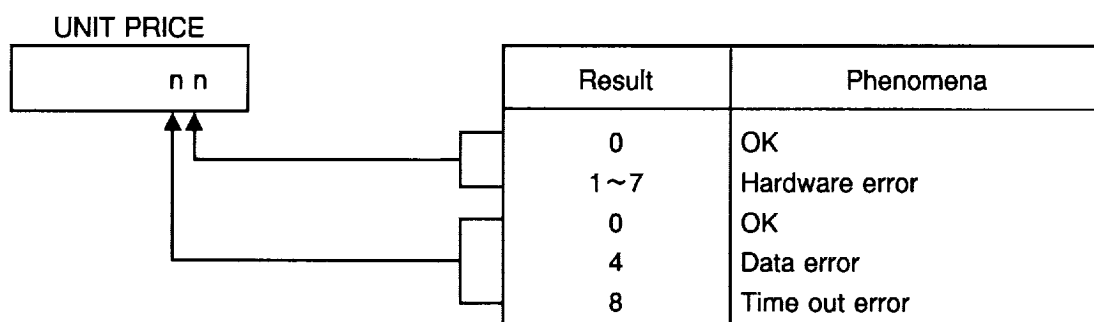 UNIT PRICE
n n
Result Phenomena
0 OK
1~7 Hardware error
0 OK
4 Data error
8 Time out error